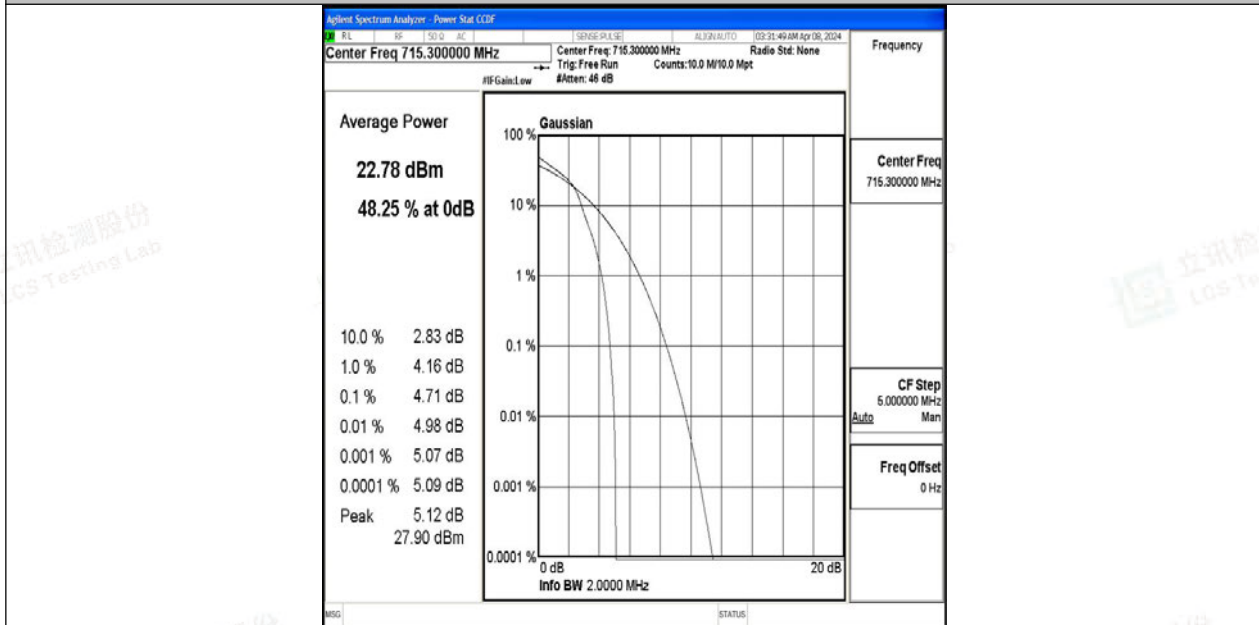 Agilent Spectrum Analyzer - Power Stat CCDF
RL RF 50 Ω AC SENSE:PULSE ALIGN AUTO 03:31:49 AM Apr 08, 2024
Center Freq 715.300000 MHz
Center Freq: 715.300000 MHz Radio Std: None
Trig: Free Run Counts:10.0 M/10.0 Mpt
#IFGain:Low #Atten: 46 dB
Frequency
Average Power
22.78 dBm
48.25 % at 0dB
10.0 % 2.83 dB
1.0 % 4.16 dB
0.1 % 4.71 dB
0.01 % 4.98 dB
0.001 % 5.07 dB
0.0001 % 5.09 dB
Peak 5.12 dB
27.90 dBm
Gaussian
100 %
10 %
1 %
0.1 %
0.01 %
0.001 %
0.0001 %
0 dB 20 dB
Info BW 2.0000 MHz
Center Freq
715.300000 MHz
CF Step
5.000000 MHz
Auto Man
Freq Offset
0 Hz
MSG STATUS
立讯检测股份
LCS Testing Lab